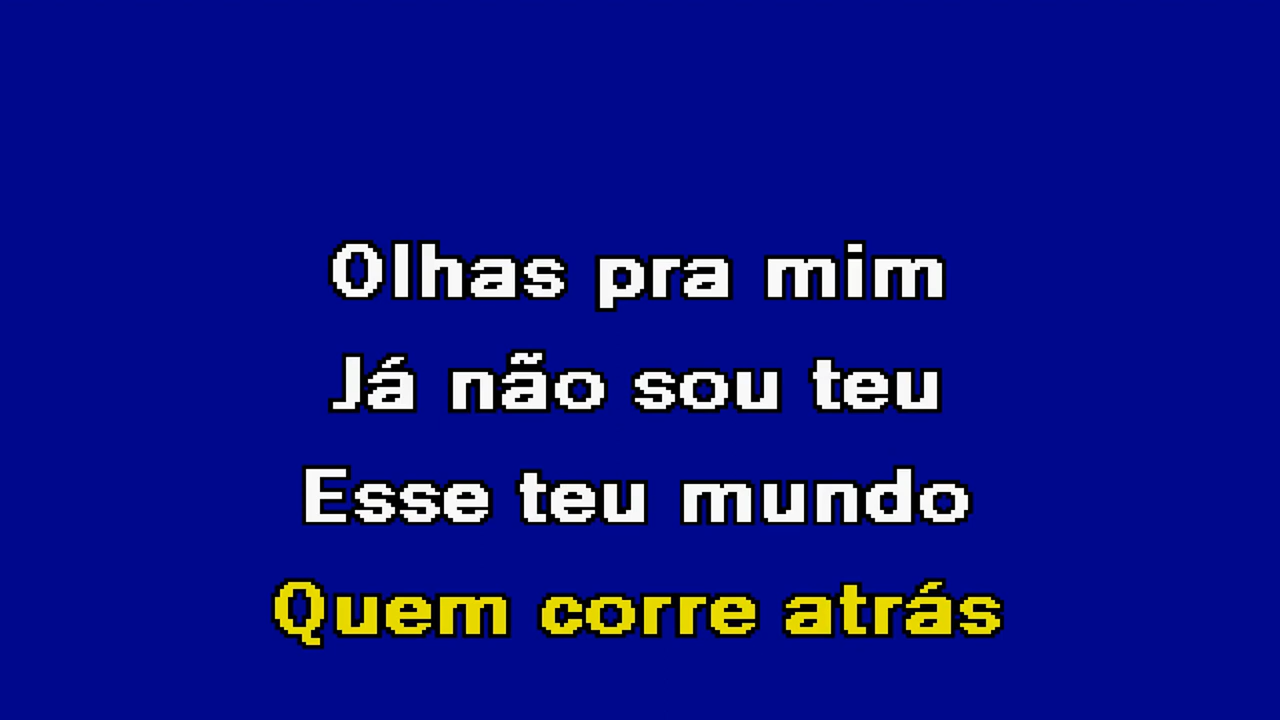 Olhas pra mim
Já não sou teu
Esse teu mundo
Quem corre atrás